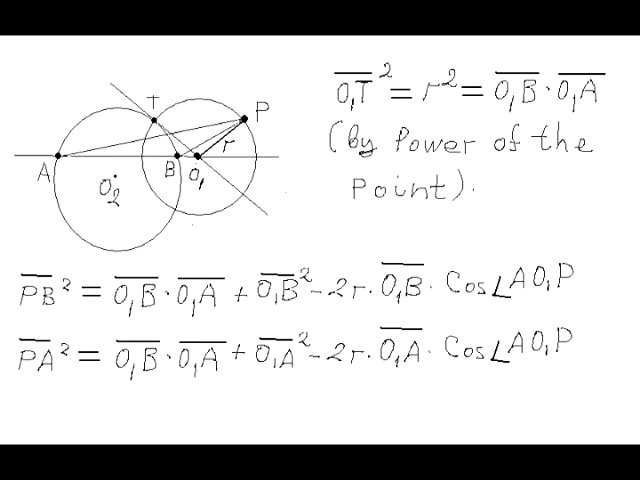 T
P
r
A
B
O₁
O₂
O₁T² = r² = O₁B · O₁A
(by Power of the
Point).
PB² = O₁B · O₁A + O₁B² - 2r · O₁B · Cos∠AO₁P
PA² = O₁B · O₁A + O₁A² - 2r · O₁A · Cos∠AO₁P